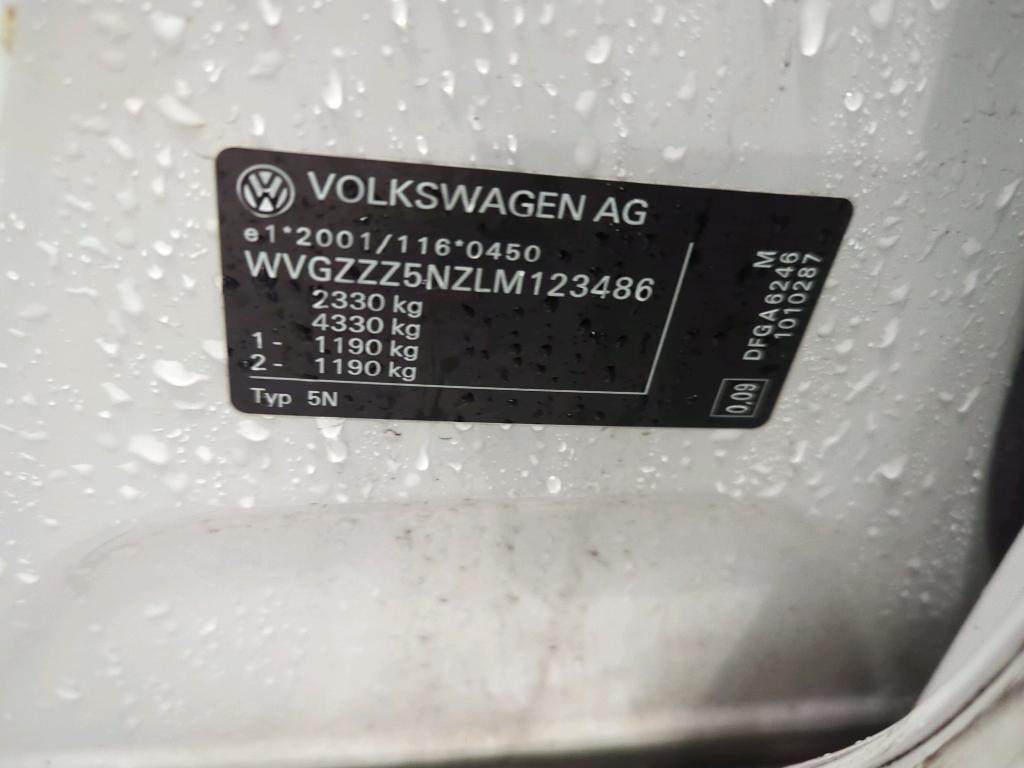 VOLKSWAGEN AG
e1*2001/116*0450
WVGZZZ5NZLM123486
2330 kg
4330 kg
1- 1190 kg
2- 1190 kg
Typ 5N
M
DFGA6246
1010287
0,09